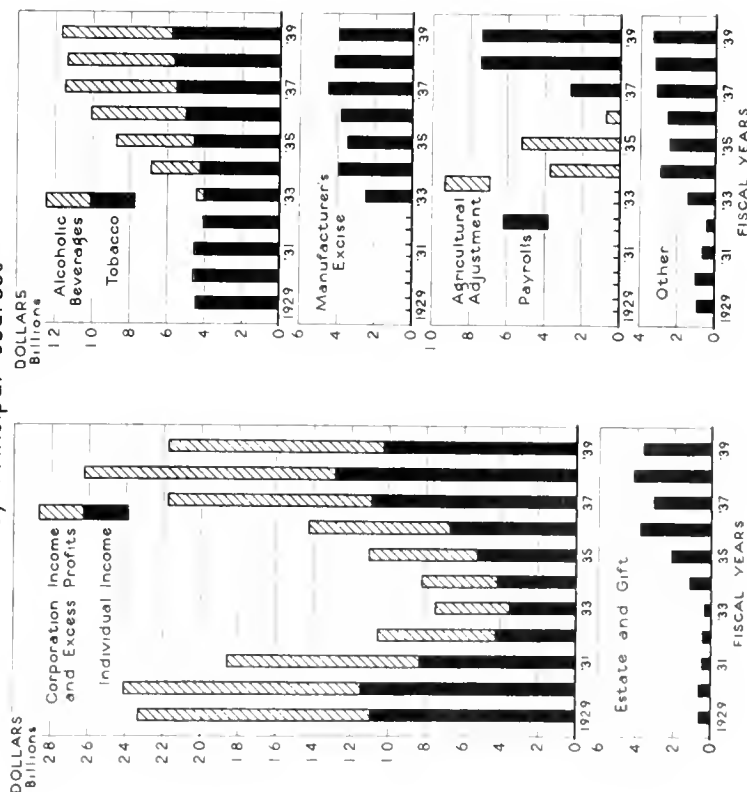 Principal Sources
DOLLARS
Billions
28
26
24
22
20
18
16
14
12
10
8
6
4
2
0
Corporation Income
and Excess Profits
Individual Income
1929 '31 33 35 '37 '39
6
4
2
0
Estate and Gift
1929 31 33 35 '37 '39
FISCAL YEARS
DOLLARS
Billions
12
10
8
6
4
2
0
Alcoholic
Beverages
Tobacco
1929 '31 '33 '35 '37 '39
6
4
2
0
Manufacturer's
Excise
1929 '31 '33 '35 '37 '39
10
8
6
4
2
0
Agricultural
Adjustment
Payrolls
1929 '31 '33 '35 '37 '39
6
4
2
0
Other
1929 '31 '33 '35 '37 '39
FISCAL YEARS